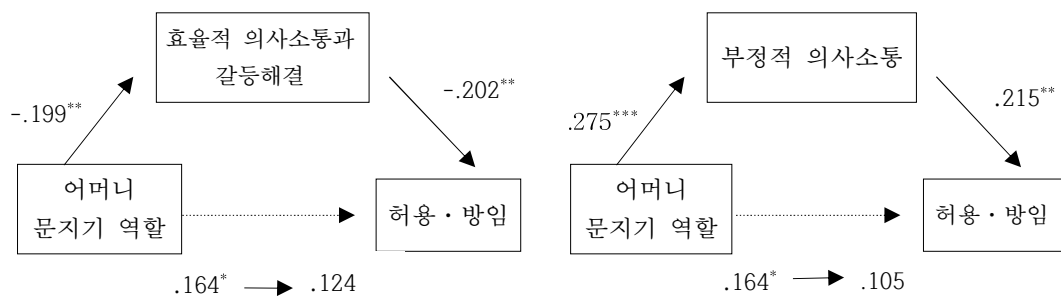 효율적 의사소통과
갈등해결
-.199**
-.202**
어머니
문지기 역할
허용·방임
.164* → .124
부정적 의사소통
.275***
.215**
어머니
문지기 역할
허용·방임
.164* → .105